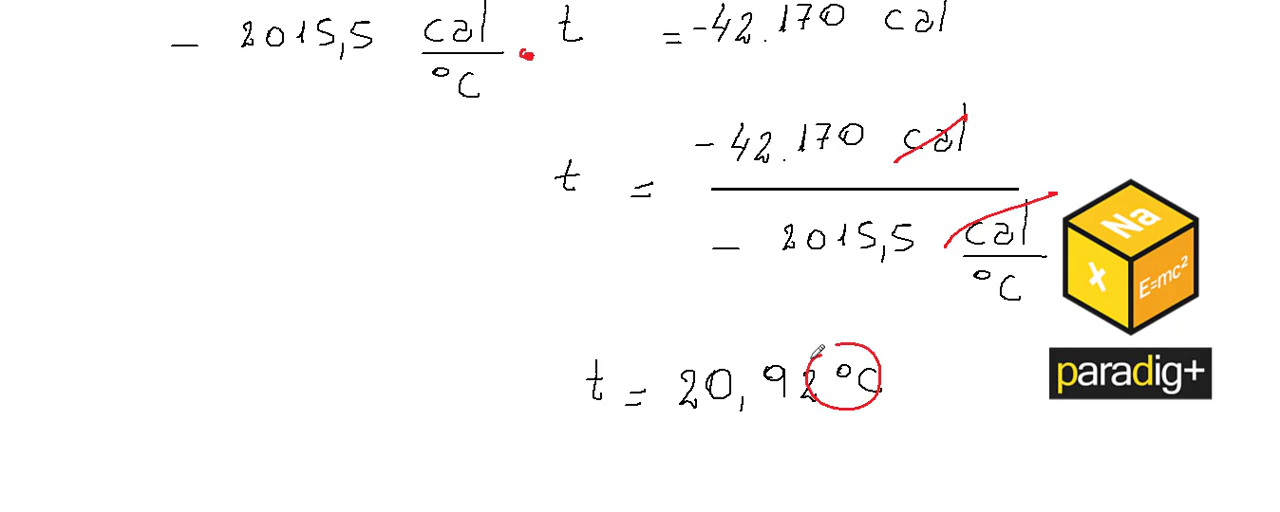 - 2015,5 cal/°C · t = -42.170 cal
t = -42.170 cal / - 2015,5 cal/°C
Na
x
E=mc²
t = 20,92 °C
paradig+